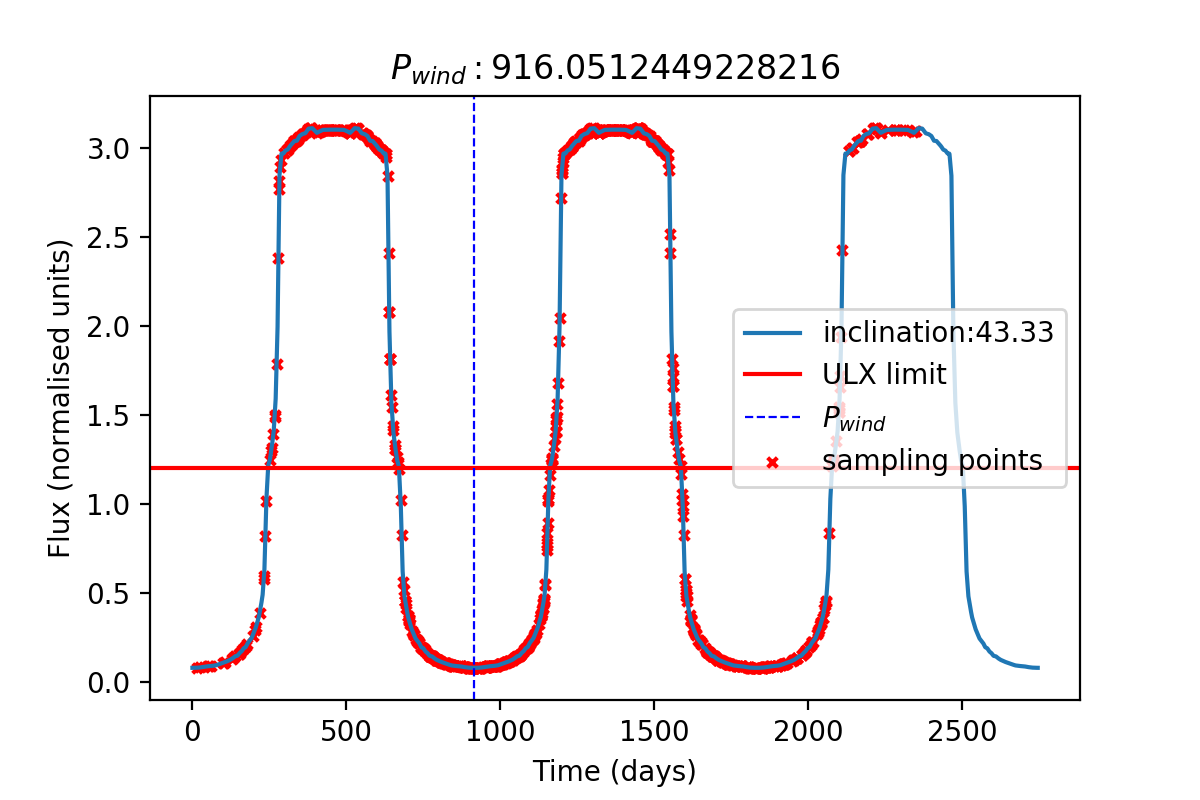 P_wind : 916.0512449228216
Flux (normalised units)
3.0
2.5
2.0
1.5
1.0
0.5
0.0
inclination:43.33
ULX limit
P_wind
sampling points
0 500 1000 1500 2000 2500
Time (days)